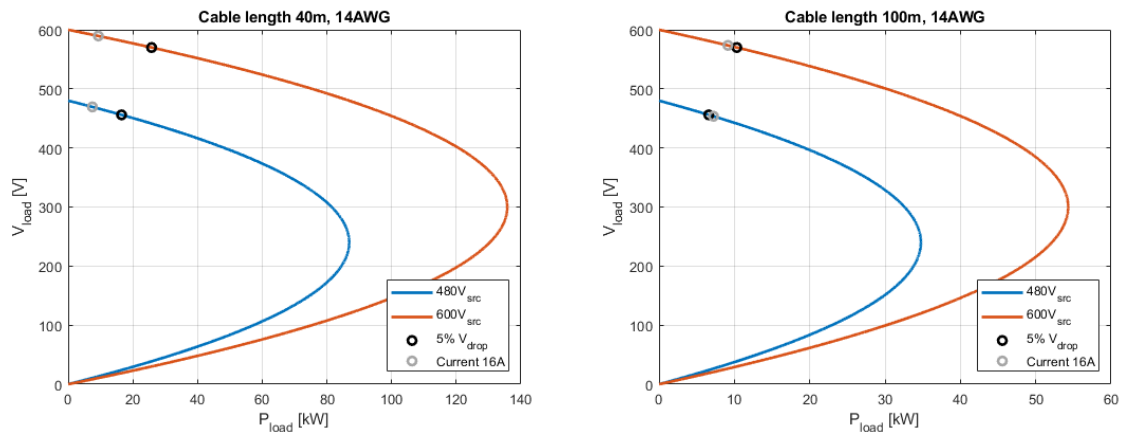 Cable length 40m, 14AWG
600
500
400
300
200
100
0
V_load [V]
0 20 40 60 80 100 120 140
P_load [kW]
480V_src
600V_src
5% V_drop
Current 16A
Cable length 100m, 14AWG
600
500
400
300
200
100
0
V_load [V]
0 10 20 30 40 50 60
P_load [kW]
480V_src
600V_src
5% V_drop
Current 16A